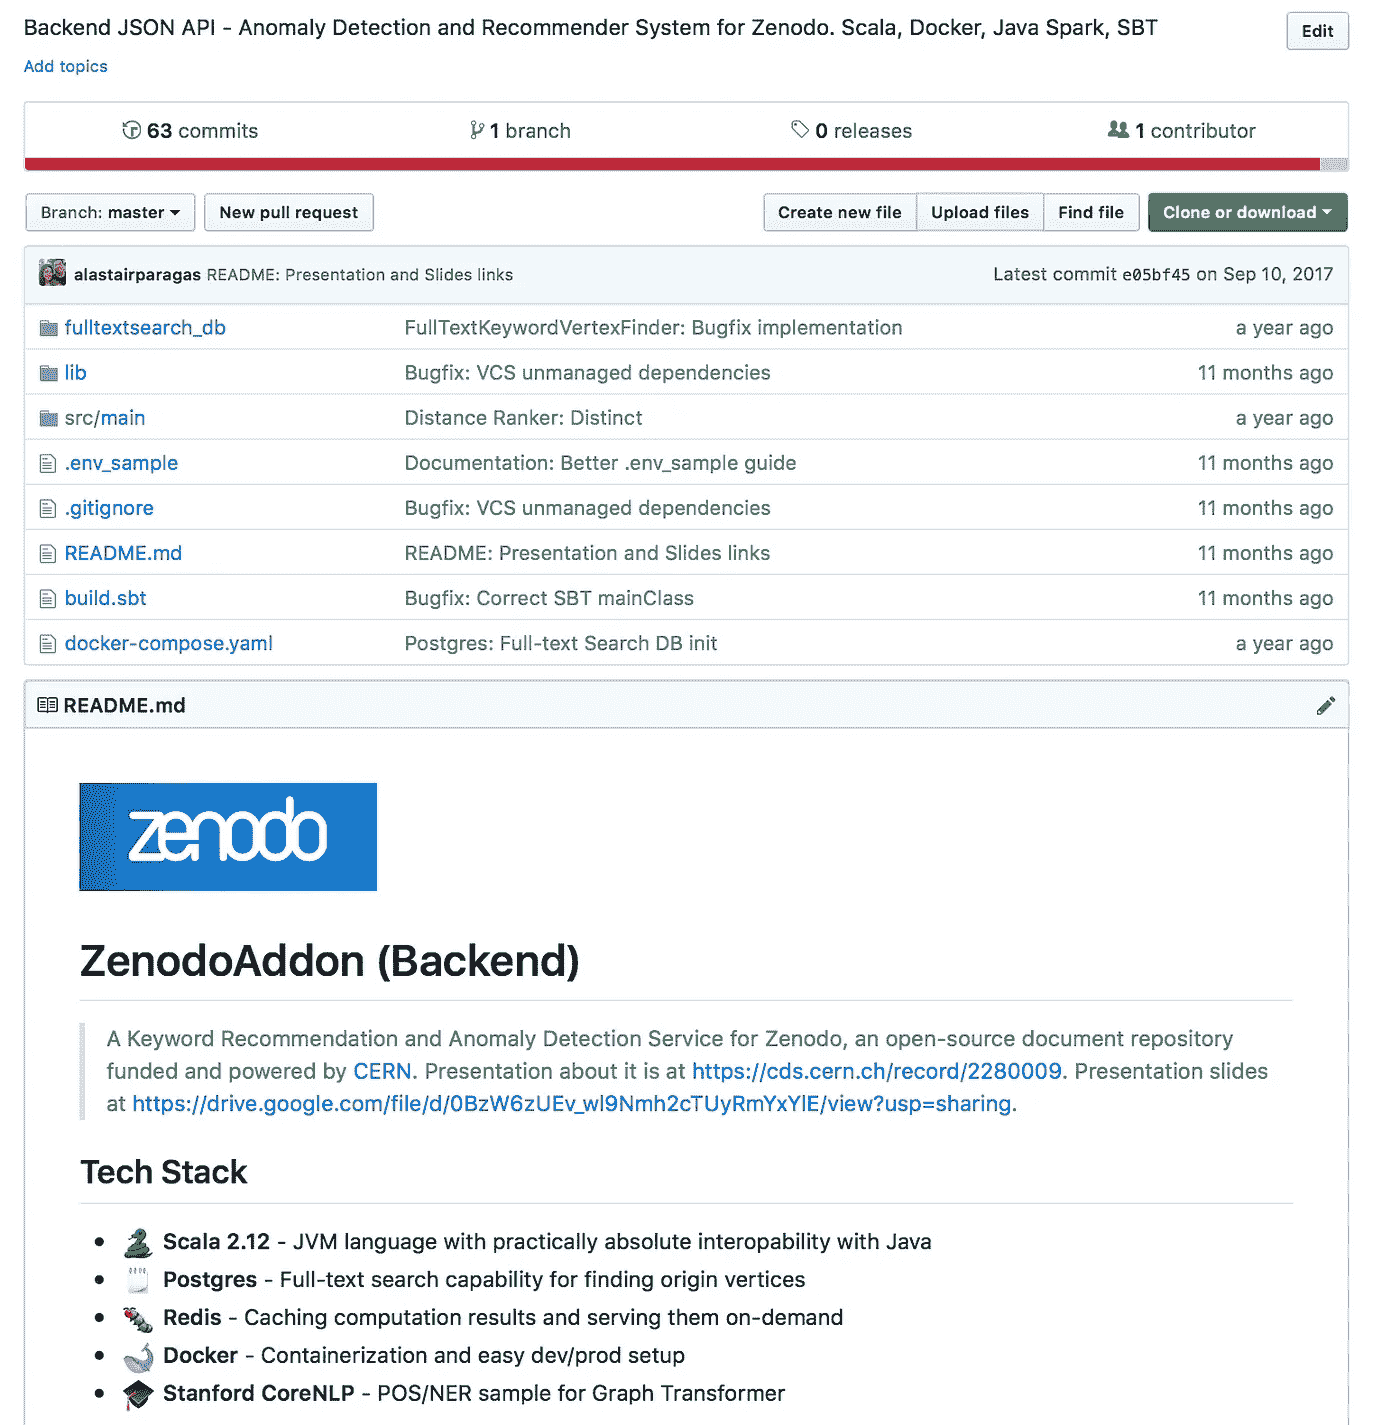 Backend JSON API - Anomaly Detection and Recommender System for Zenodo. Scala, Docker, Java Spark, SBT
Edit
Add topics
63 commits
1 branch
0 releases
1 contributor
Branch: master
New pull request
Create new file
Upload files
Find file
Clone or download
alastairparagas README: Presentation and Slides links
Latest commit e05bf45 on Sep 10, 2017
fulltextsearch_db FullTextKeywordVertexFinder: Bugfix implementation a year ago
lib Bugfix: VCS unmanaged dependencies 11 months ago
src/main Distance Ranker: Distinct a year ago
.env_sample Documentation: Better .env_sample guide 11 months ago
.gitignore Bugfix: VCS unmanaged dependencies 11 months ago
README.md README: Presentation and Slides links 11 months ago
build.sbt Bugfix: Correct SBT mainClass 11 months ago
docker-compose.yaml Postgres: Full-text Search DB init a year ago
README.md
zenodo
ZenodoAddon (Backend)
A Keyword Recommendation and Anomaly Detection Service for Zenodo, an open-source document repository
funded and powered by CERN. Presentation about it is at https://cds.cern.ch/record/2280009. Presentation slides
at https://drive.google.com/file/d/0BzW6zUEv_wl9Nmh2cTUyRmYxYlE/view?usp=sharing.
Tech Stack
• Scala 2.12 - JVM language with practically absolute interopability with Java
• Postgres - Full-text search capability for finding origin vertices
• Redis - Caching computation results and serving them on-demand
• Docker - Containerization and easy dev/prod setup
• Stanford CoreNLP - POS/NER sample for Graph Transformer